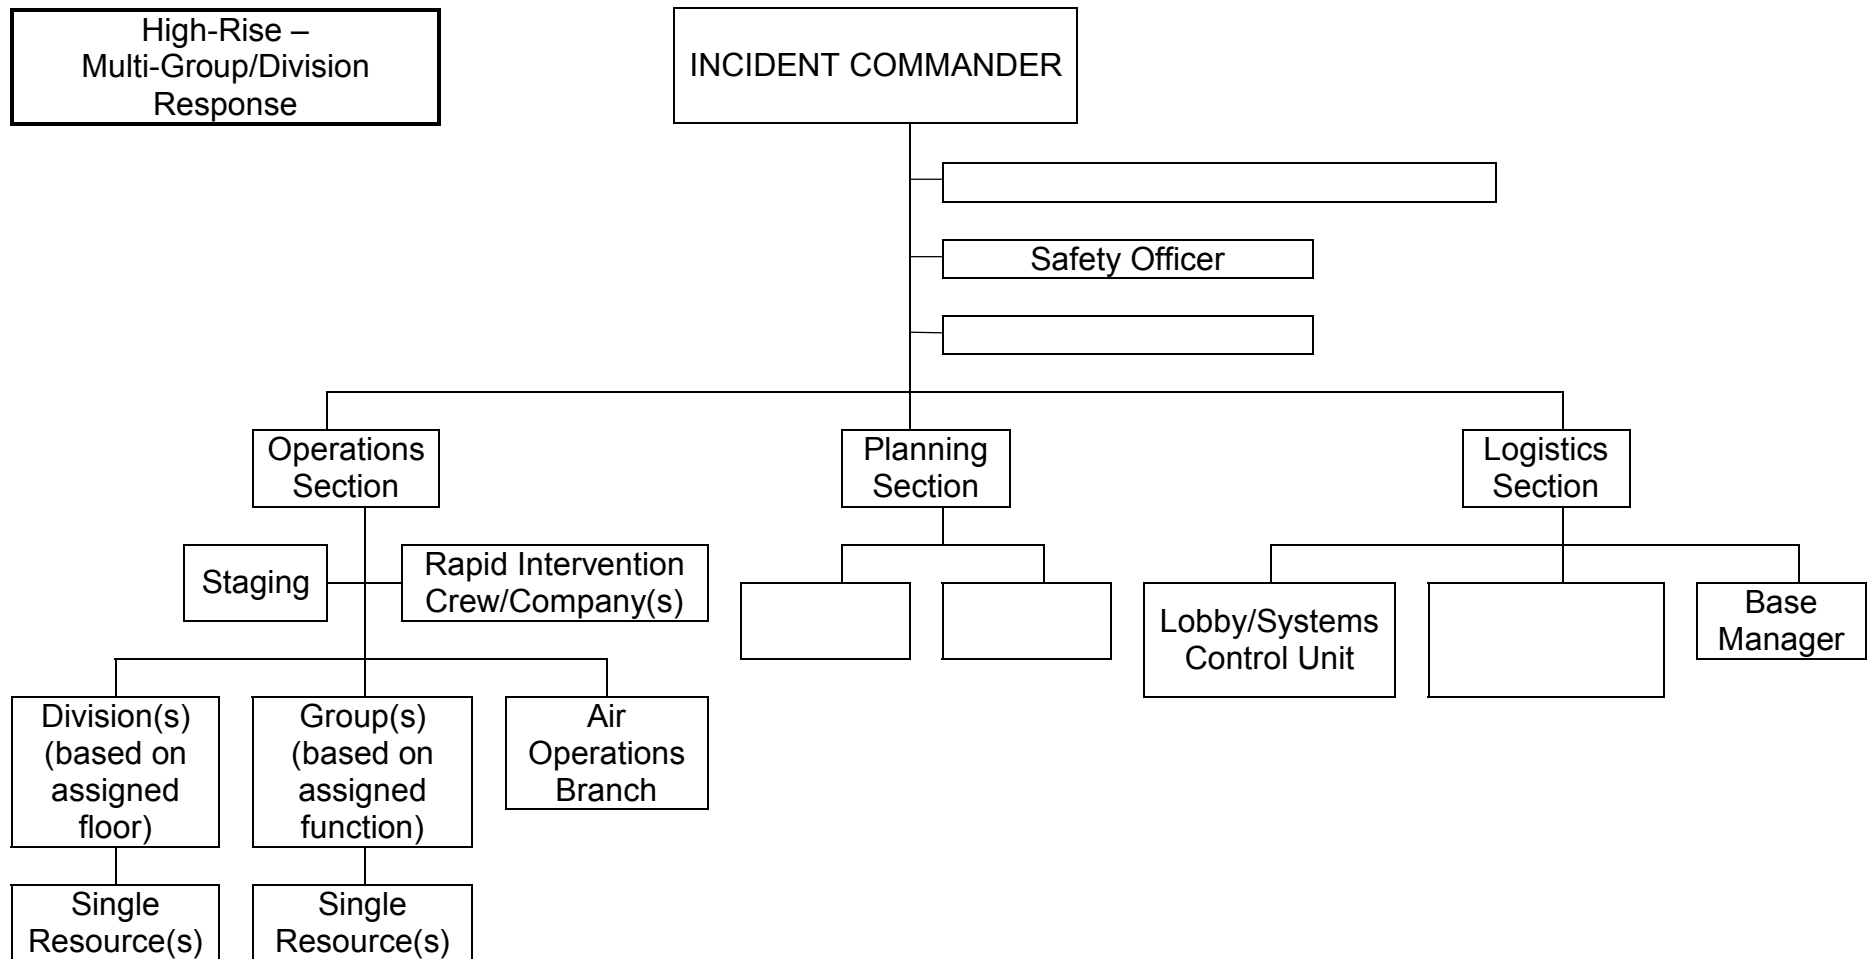 High-Rise –
Multi-Group/Division
Response
INCIDENT COMMANDER
Safety Officer
Operations
Section
Planning
Section
Logistics
Section
Staging
Rapid Intervention
Crew/Company(s)
Lobby/Systems
Control Unit
Base
Manager
Division(s)
(based on
assigned
floor)
Group(s)
(based on
assigned
function)
Air
Operations
Branch
Single
Resource(s)
Single
Resource(s)